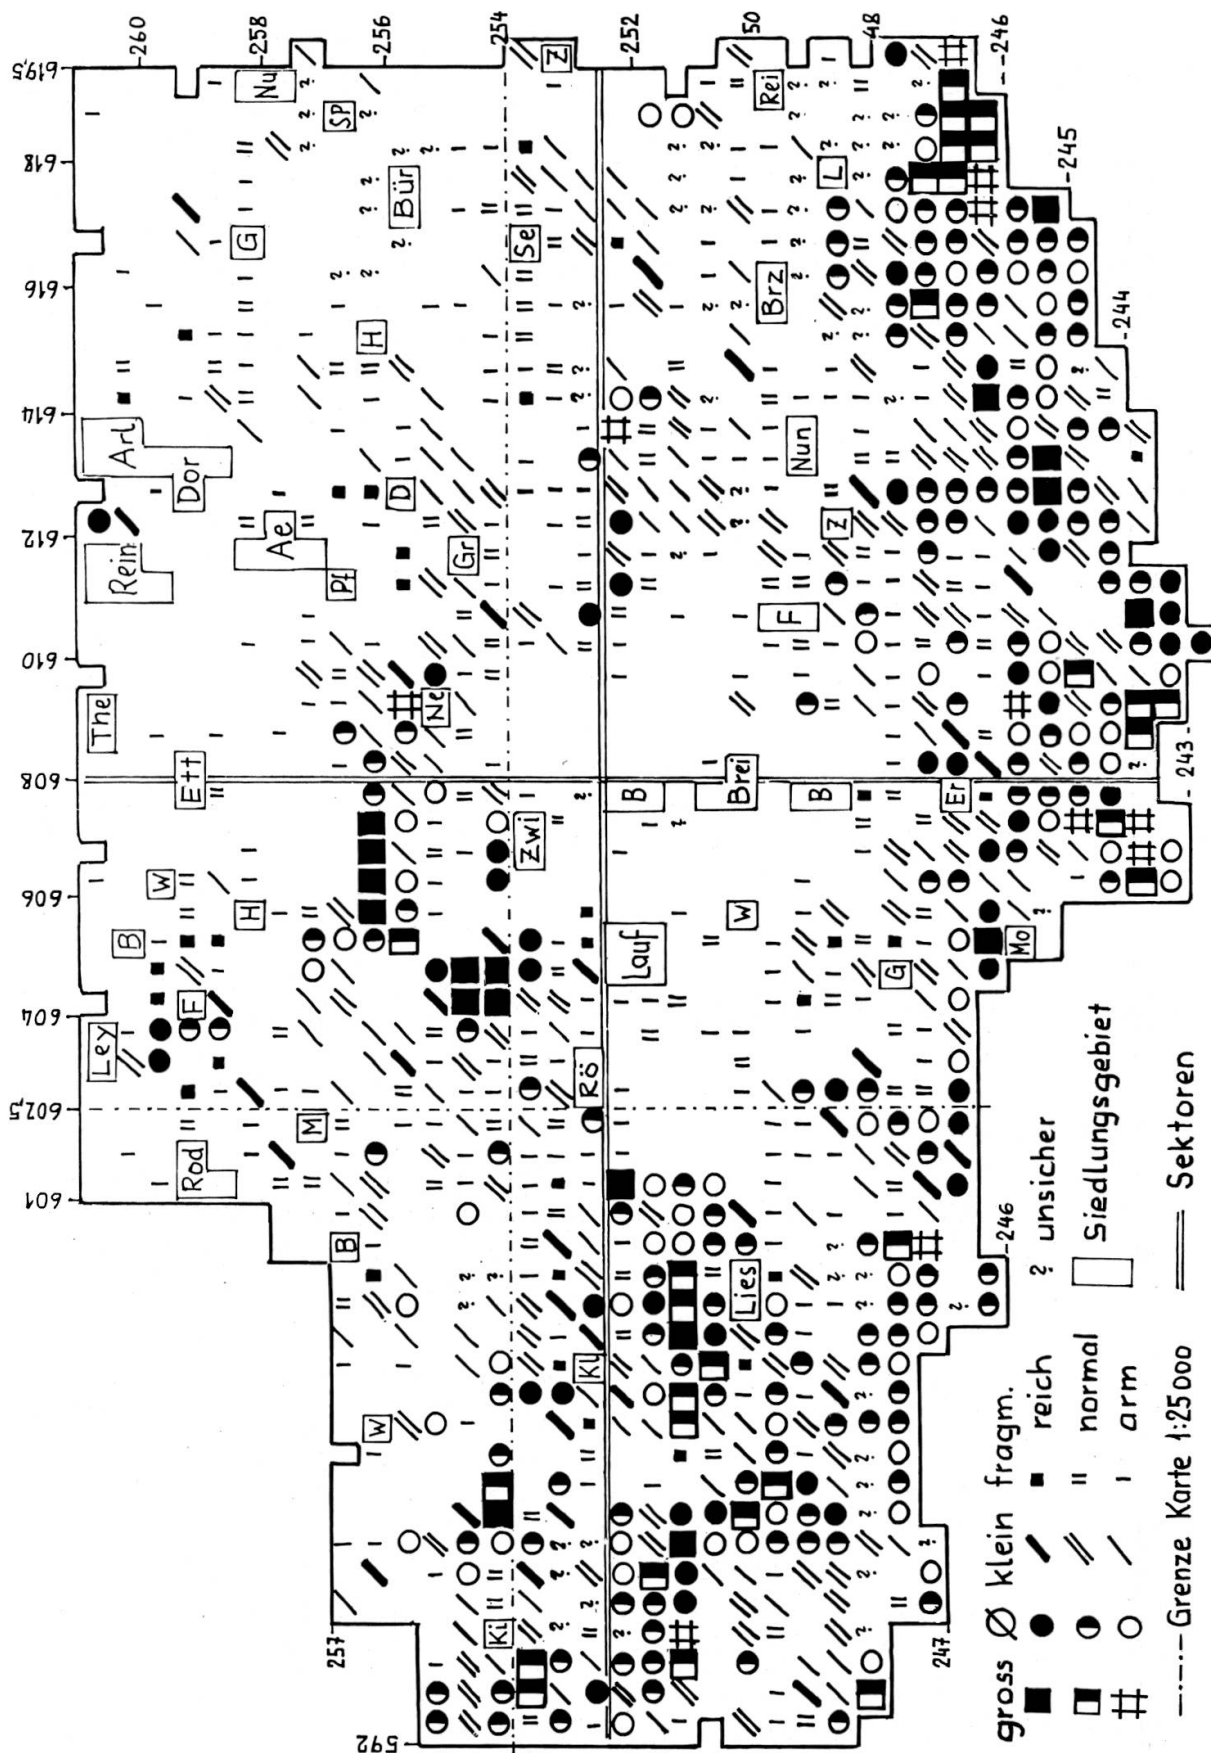 592
601
602,5
604
606
608
610
612
614
616
618
619,5
260
258
256
254
252
50
48
246
245
244
243
246
247
257
Ley
The
Rein
Arl
B
W
Ett
Dor
Rod
F
H
Ae
G
Nu
M
Pf
SP
B
H
W
D
Bür
Ne
Gr
Ki
Zwi
Se
Z
Kl
Rö
Lauf
B
Lies
W
Brei
F
Nun
Brz
Rei
B
Z
L
G
Er
Mo
gross Ø klein fragm.
reich ? unsicher
normal Siedlungsgebiet
arm
Grenze Karte 1:25000 Sektoren